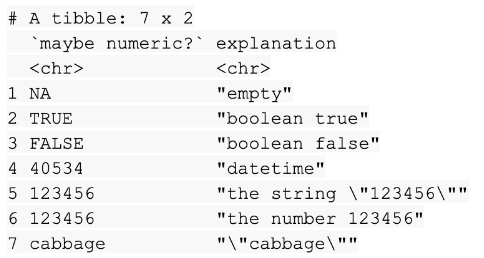 # A tibble: 7 x 2
`maybe numeric?` explanation
<chr> <chr>
1 NA "empty"
2 TRUE "boolean true"
3 FALSE "boolean false"
4 40534 "datetime"
5 123456 "the string \"123456\""
6 123456 "the number 123456"
7 cabbage "\"cabbage\""